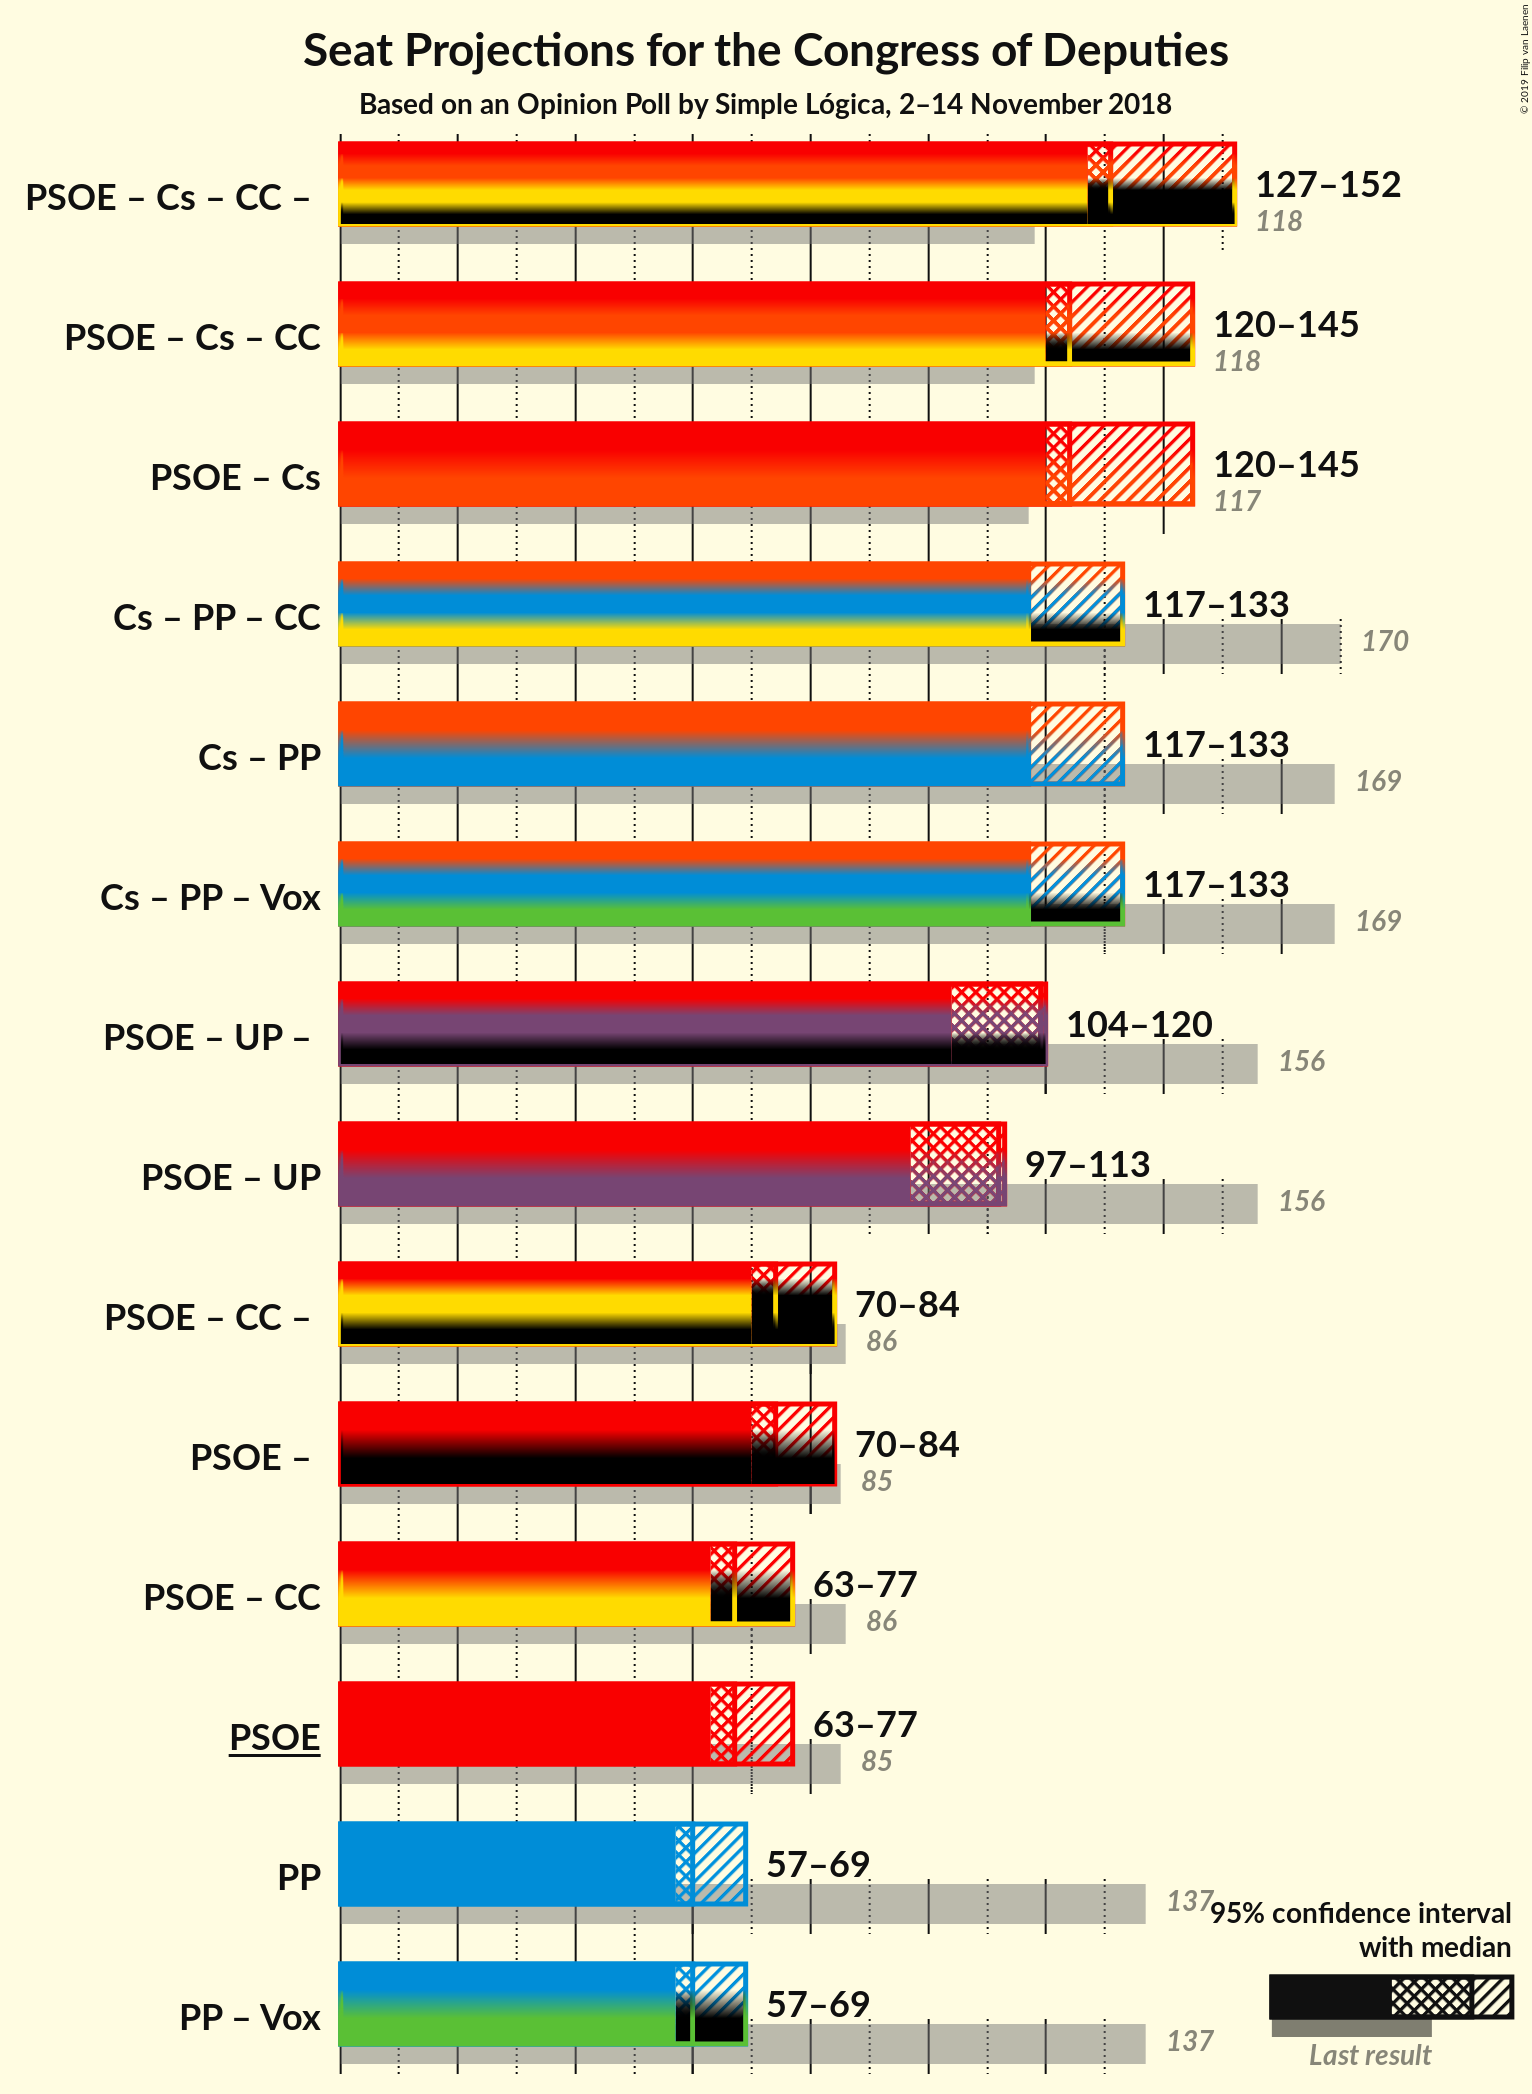 Seat Projections for the Congress of Deputies
Based on an Opinion Poll by Simple Lógica, 2–14 November 2018
© 2019 Filip van Laenen
PSOE – Cs – CC –
127–152
118
PSOE – Cs – CC
120–145
118
PSOE – Cs
120–145
117
Cs – PP – CC
117–133
170
Cs – PP
117–133
169
Cs – PP – Vox
117–133
169
PSOE – UP –
104–120
156
PSOE – UP
97–113
156
PSOE – CC –
70–84
86
PSOE –
70–84
85
PSOE – CC
63–77
86
PSOE
63–77
85
PP
57–69
137
PP – Vox
57–69
137
95% confidence interval
with median
Last result